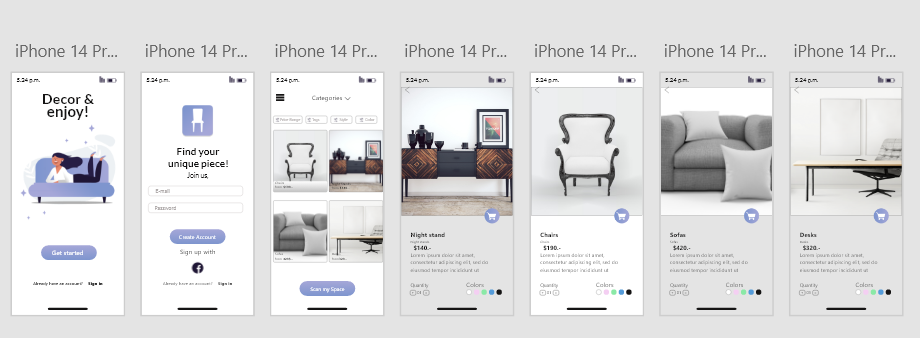 iPhone 14 Pr...
5:24 p.m.
Decor &
enjoy!
Get started
Already have an account? Sign in
iPhone 14 Pr...
5:24 p.m.
Find your
unique piece!
Join us,
E-mail
Password
Create Account
Sign up with
Already have an account? Sign in
iPhone 14 Pr...
5:24 p.m.
Categories
Price Range
Tags
Style
Color
Scan my Space
iPhone 14 Pr...
5:24 p.m.
Night stand
$140.-
Lorem ipsum dolor sit amet,
consectetur adipiscing elit, sed do
eiusmod tempor incididunt ut
Quantity
Colors
iPhone 14 Pr...
5:24 p.m.
Chairs
$190.-
Lorem ipsum dolor sit amet,
consectetur adipiscing elit, sed do
eiusmod tempor incididunt ut
Quantity
Colors
iPhone 14 Pr...
5:24 p.m.
Sofas
$420.-
Lorem ipsum dolor sit amet,
consectetur adipiscing elit, sed do
eiusmod tempor incididunt ut
Quantity
Colors
iPhone 14 Pr...
5:24 p.m.
Desks
$320.-
Lorem ipsum dolor sit amet,
consectetur adipiscing elit, sed do
eiusmod tempor incididunt ut
Quantity
Colors